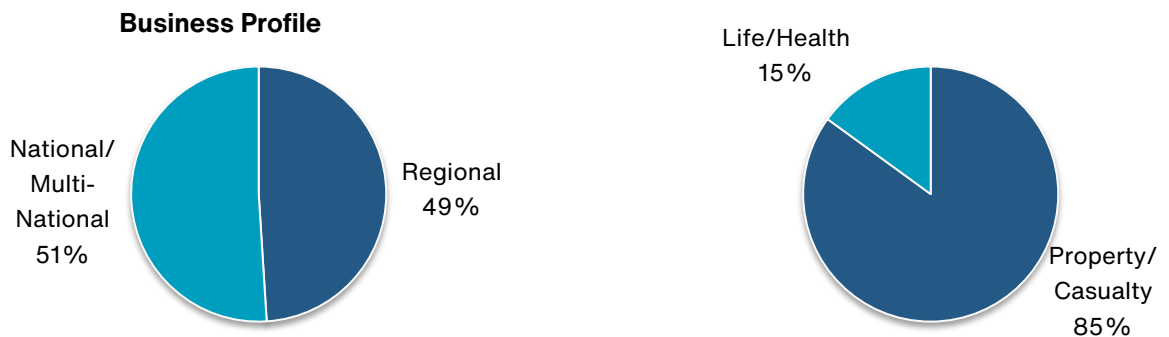 Business Profile
National/
Multi-
National
51%
Regional
49%
Life/Health
15%
Property/
Casualty
85%